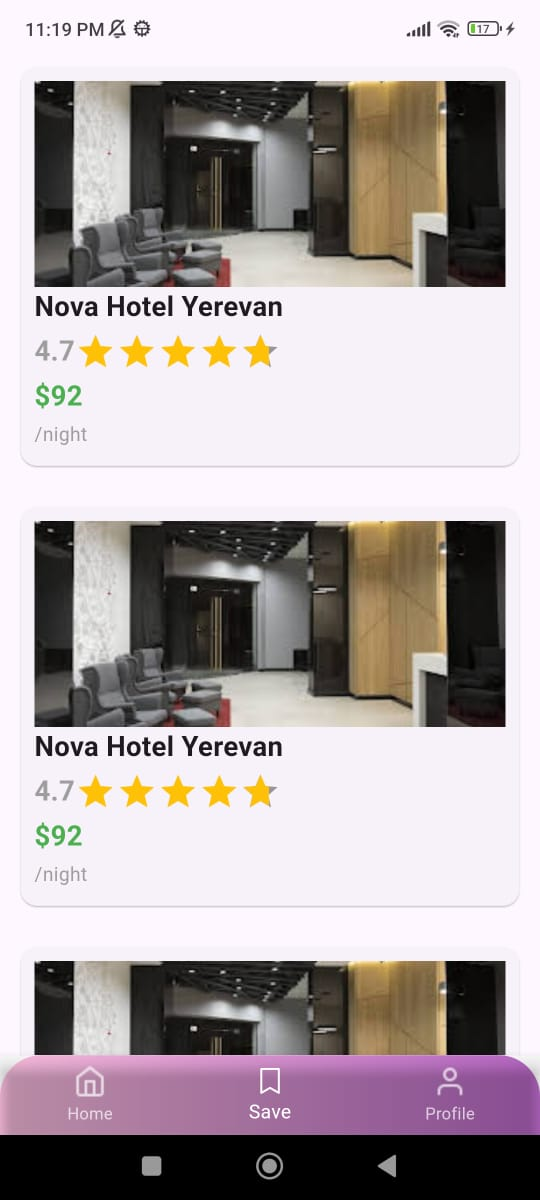 11:19 PM
17
Nova Hotel Yerevan
4.7
$92
/night
Nova Hotel Yerevan
4.7
$92
/night
Home
Save
Profile